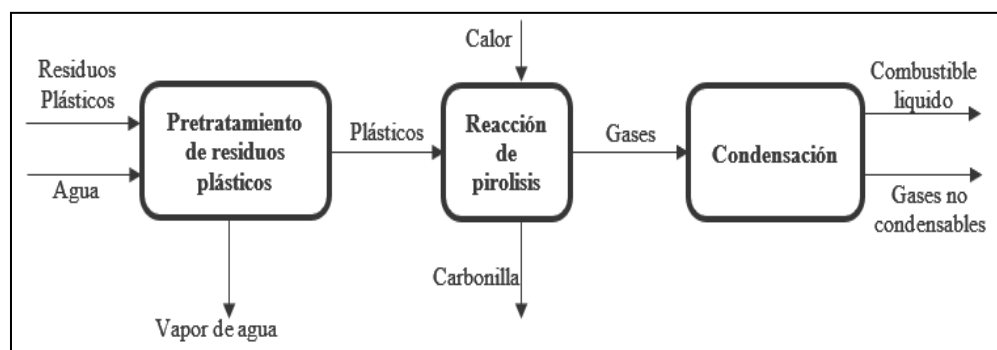 Residuos
Plásticos
Agua
Pretratamiento
de residuos
plásticos
Vapor de agua
Plásticos
Calor
Reacción
de
pirolisis
Carbonilla
Gases
Condensación
Combustible
liquido
Gases no
condensables